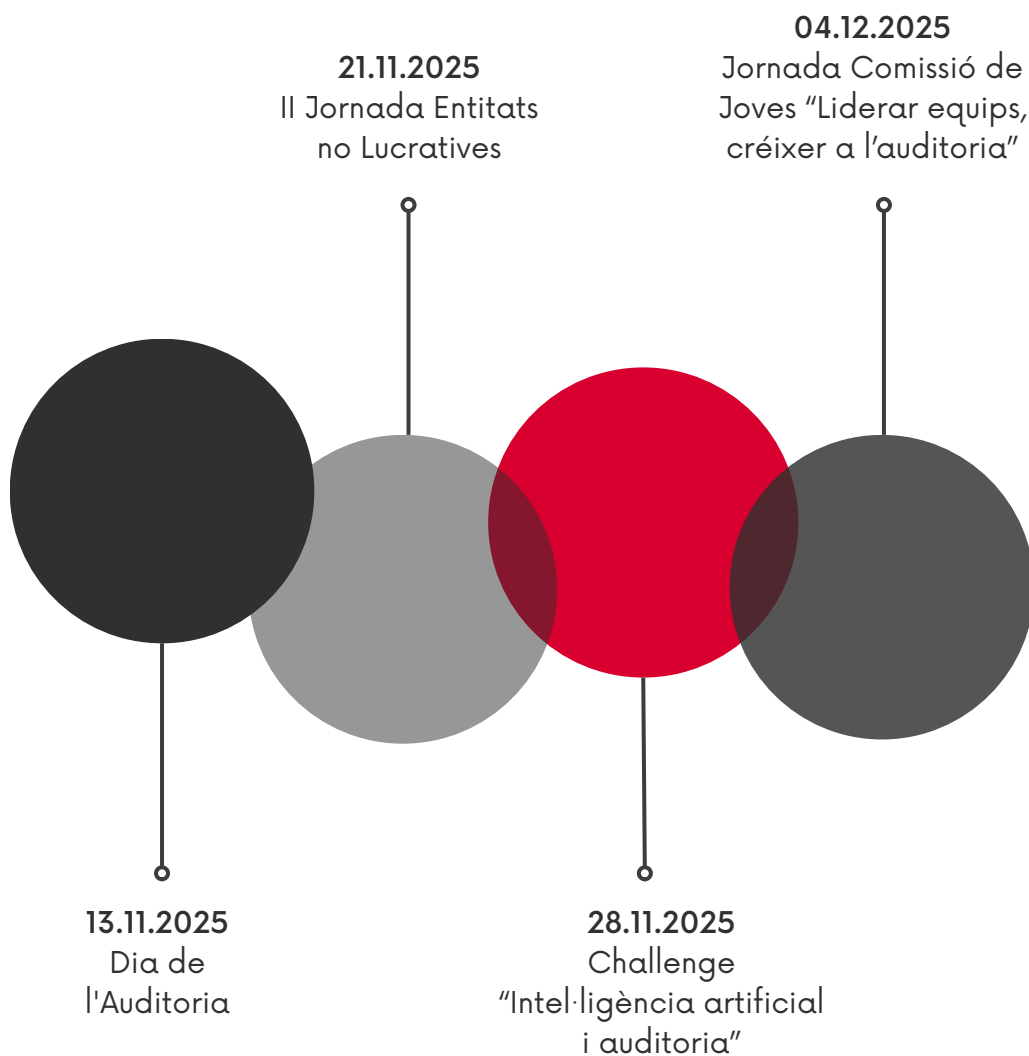 04.12.2025
Jornada Comissió de
Joves “Liderar equips,
créixer a l’auditoria”
21.11.2025
II Jornada Entitats
no Lucratives
13.11.2025
Dia de
l'Auditoria
28.11.2025
Challenge
“Intel·ligència artificial
i auditoria”